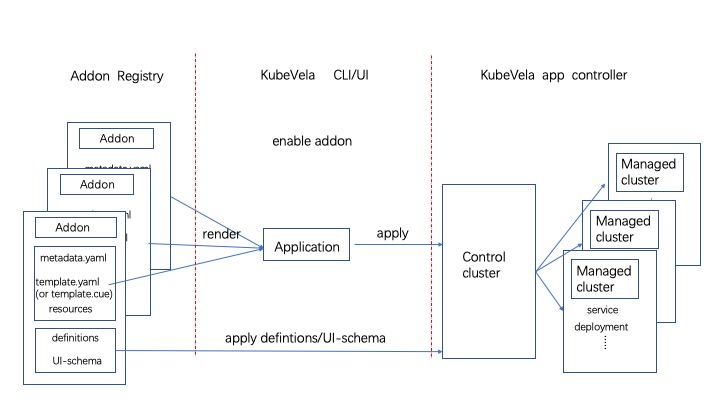 Addon Registry
KubeVela CLI/UI
KubeVela app controller
enable addon
Addon
Addon
Addon
metadata.yaml
template.yaml
(or template.cue)
resources
definitions
UI-schema
render
Application
apply
apply defintions/UI-schema
Control
cluster
Managed
cluster
Managed
cluster
Managed
cluster
service
deployment